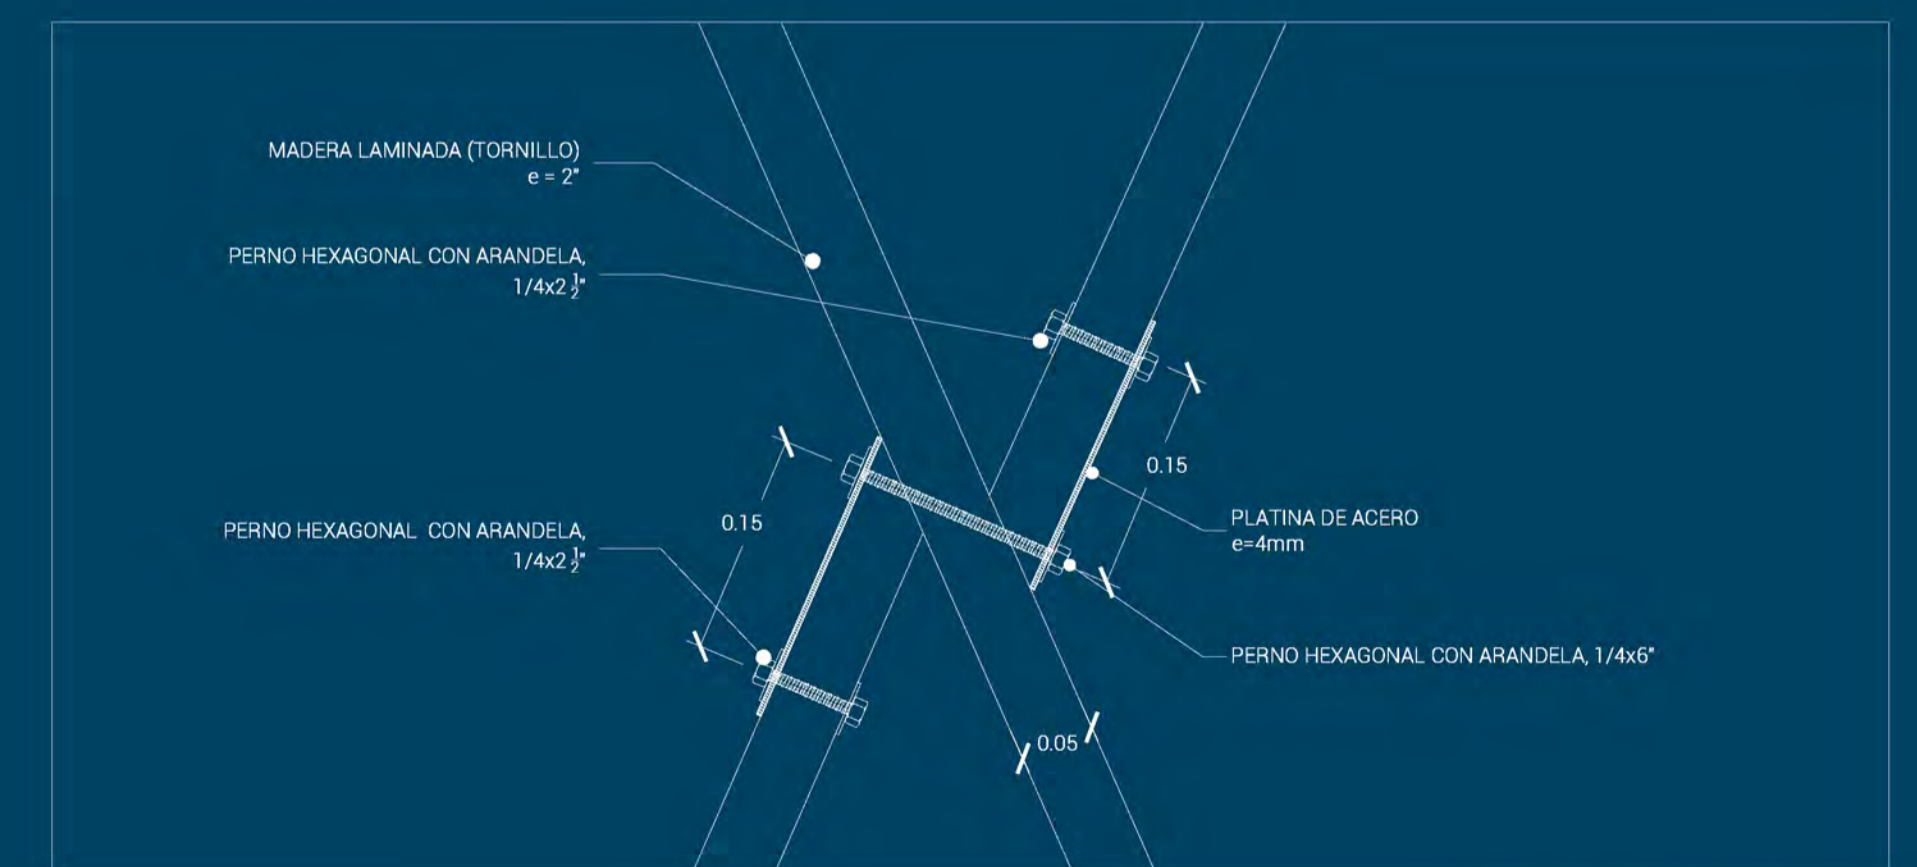 MADERA LAMINADA (TORNILLO)
e = 2"
PERNO HEXAGONAL CON ARANDELA,
1/4x2 1/2"
0.15
0.15
PERNO HEXAGONAL CON ARANDELA,
1/4x2 1/2"
PLATINA DE ACERO
e=4mm
PERNO HEXAGONAL CON ARANDELA, 1/4x6"
0.05